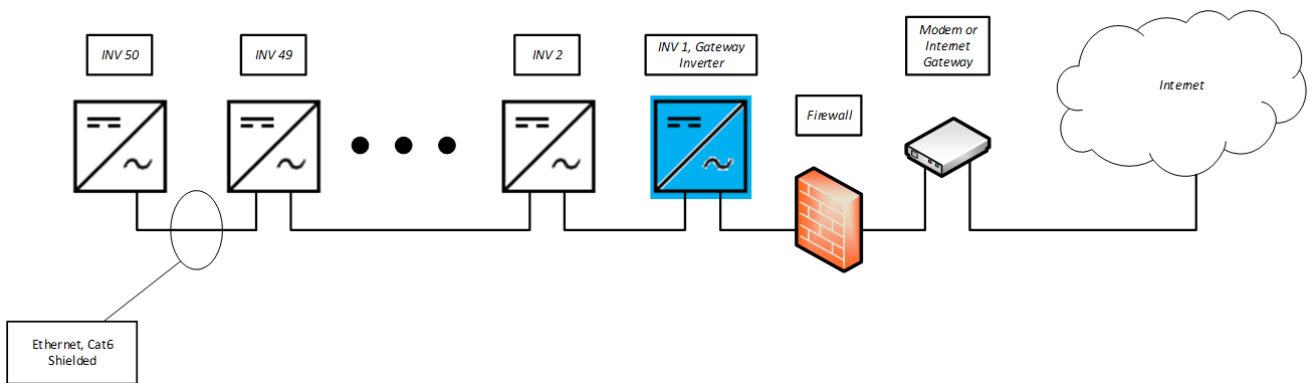 INV 50
INV 49
INV 2
INV 1, Gateway
Inverter
Firewall
Modem or
Internet
Gateway
Internet
Ethernet, Cat6
Shielded